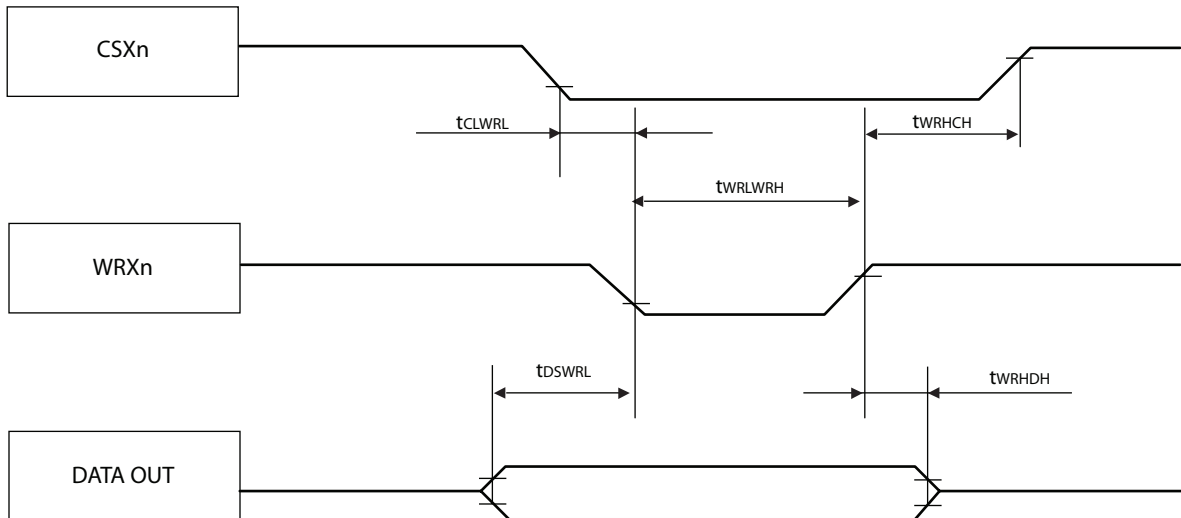 CSXn
tCLWRL
tWRHCH
tWRLWRH
WRXn
tDSWRL
tWRHDH
DATA OUT